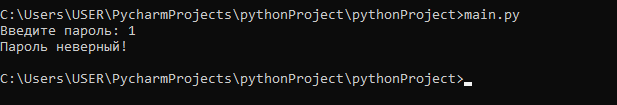 C:\Users\USER\PycharmProjects\pythonProject\pythonProject>main.py
Введите пароль: 1
Пароль неверный!
C:\Users\USER\PycharmProjects\pythonProject\pythonProject>